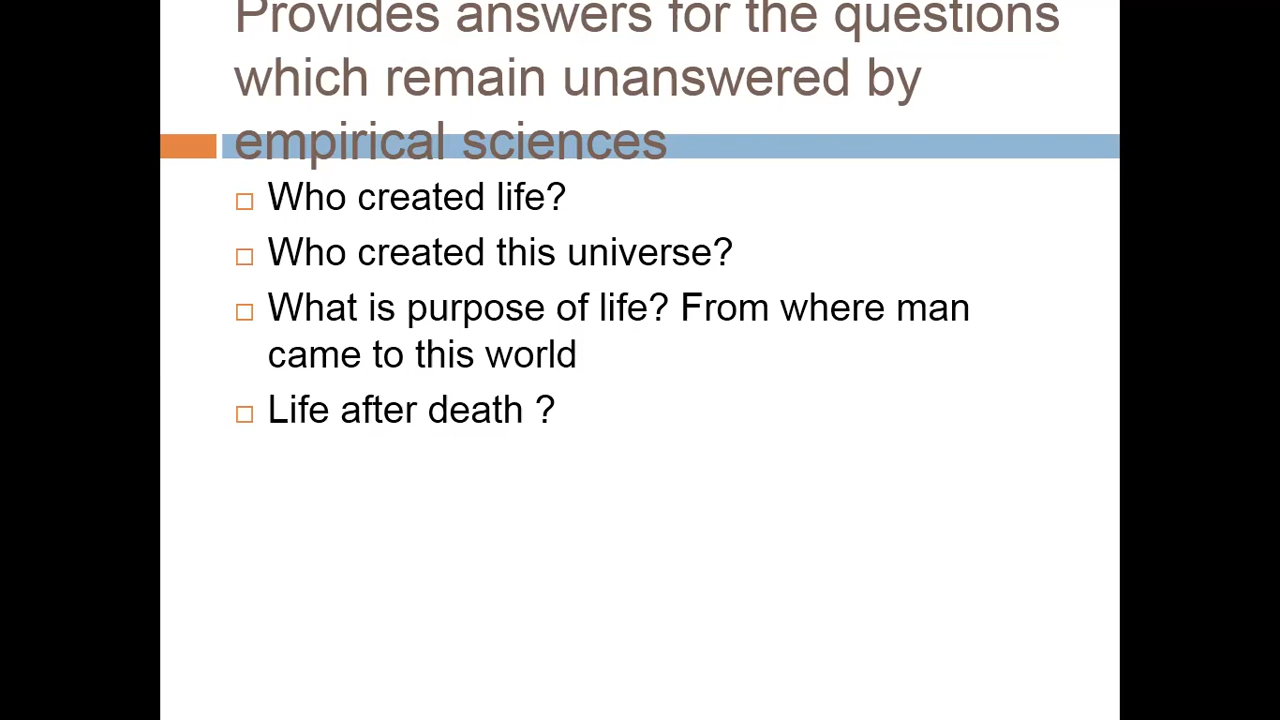 Provides answers for the questions
which remain unanswered by
empirical sciences
Who created life?
Who created this universe?
What is purpose of life? From where man
came to this world
Life after death ?